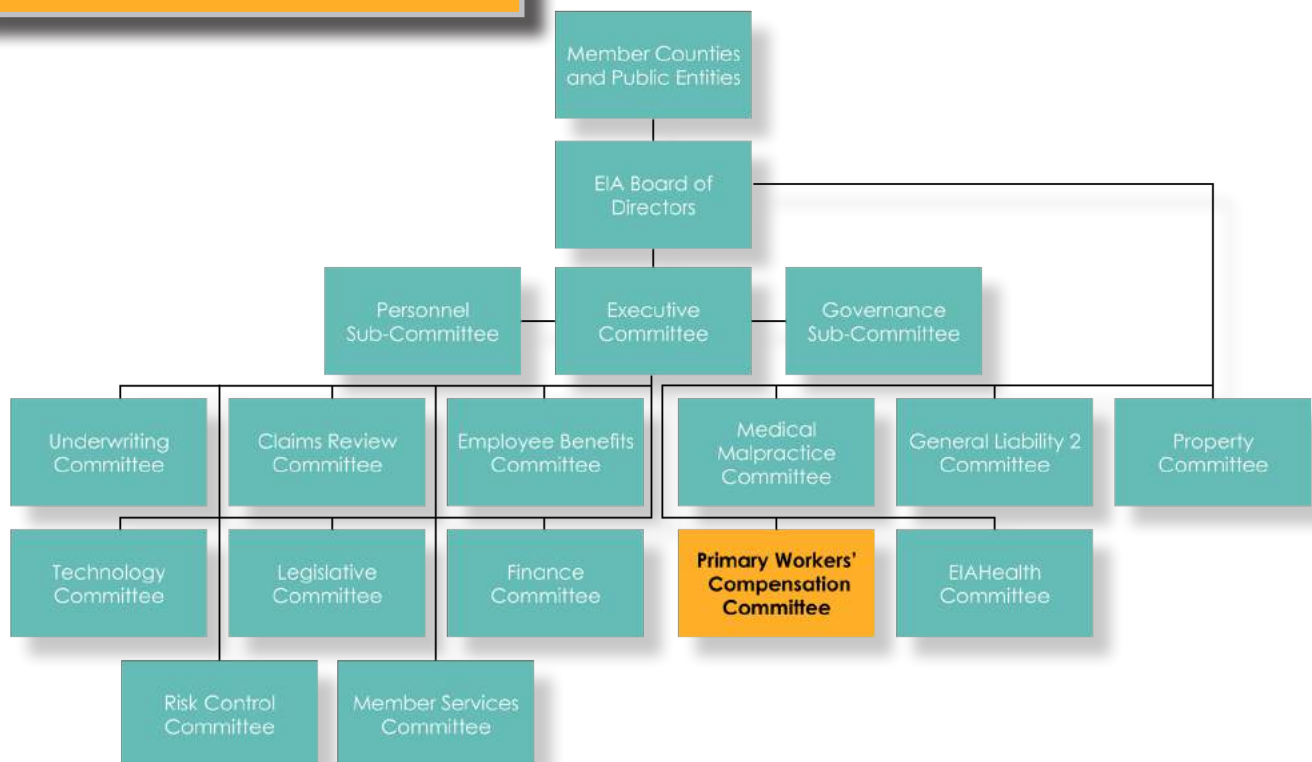 Member Counties
and Public Entities
EIA Board of
Directors
Personnel
Sub-Committee
Executive
Committee
Governance
Sub-Committee
Underwriting
Committee
Claims Review
Committee
Employee Benefits
Committee
Medical
Malpractice
Committee
General Liability 2
Committee
Property
Committee
Technology
Committee
Legislative
Committee
Finance
Committee
Primary Workers'
Compensation
Committee
EIAHealth
Committee
Risk Control
Committee
Member Services
Committee